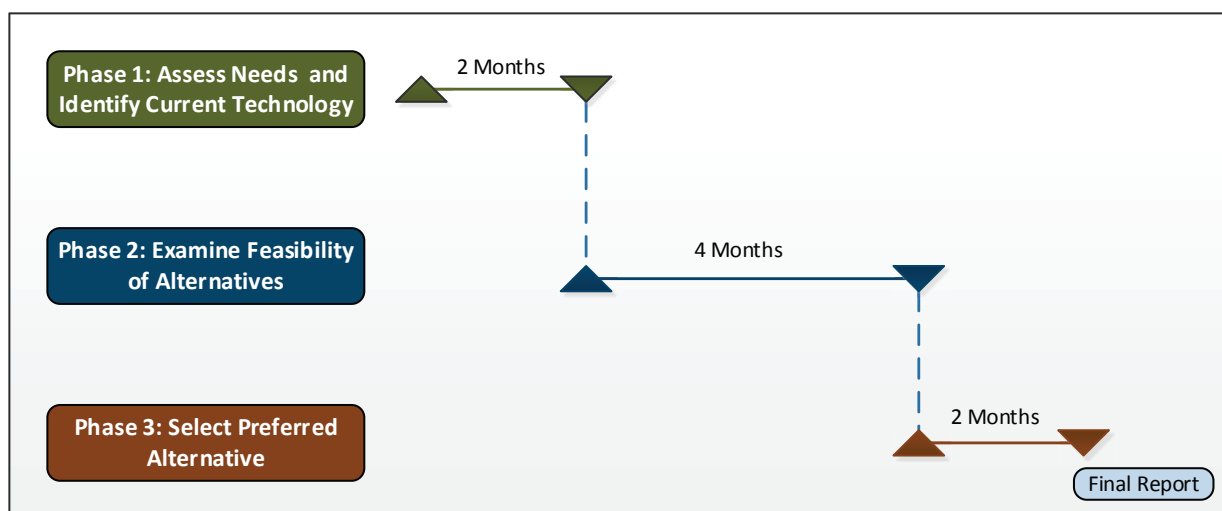 Phase 1: Assess Needs and
Identify Current Technology
2 Months
Phase 2: Examine Feasibility
of Alternatives
4 Months
Phase 3: Select Preferred
Alternative
2 Months
Final Report